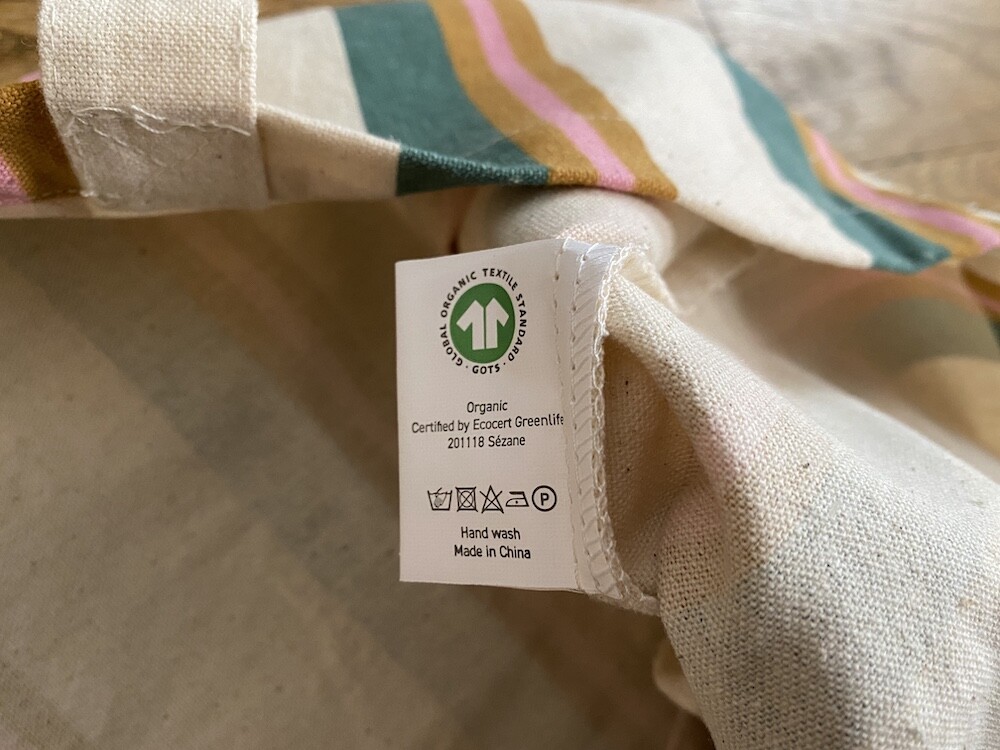 GLOBAL ORGANIC TEXTILE STANDARD · GOTS ·
Organic
Certified by Ecocert Greenlife
201118 Sézane
P
Hand wash
Made in China